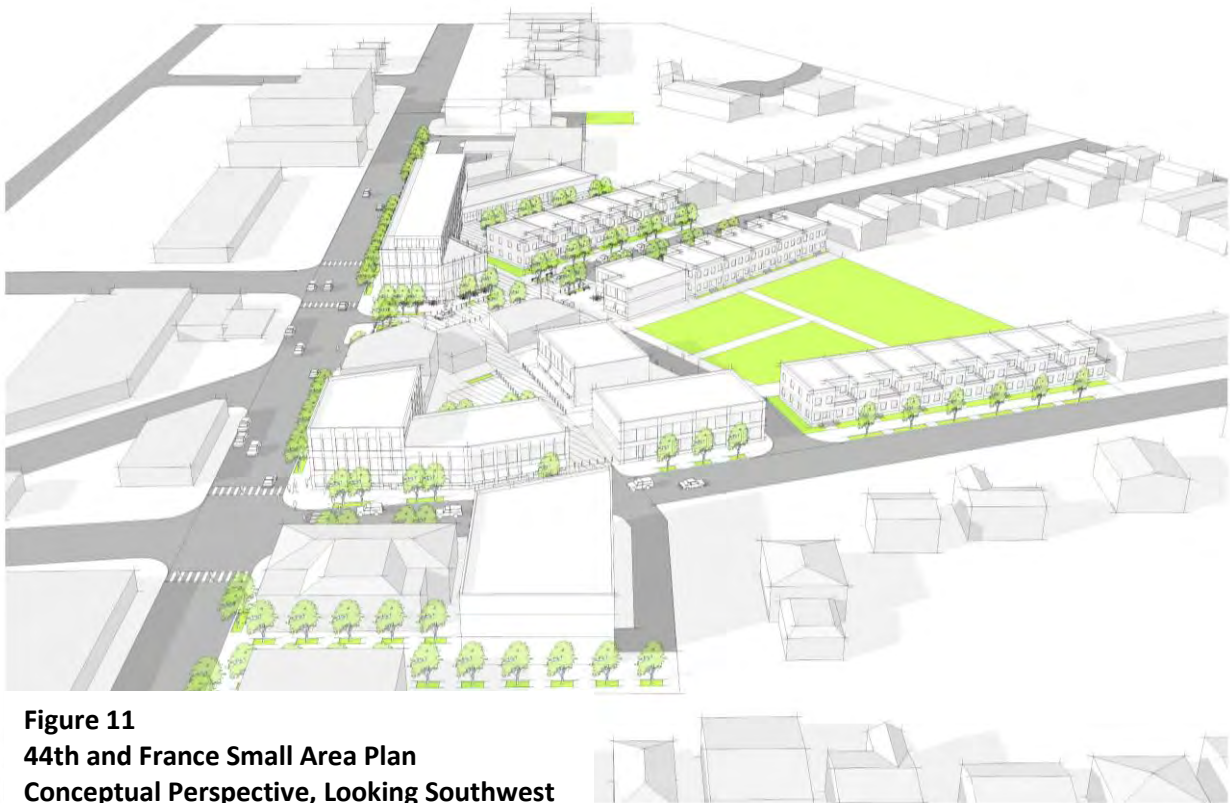 Figure 11
44th and France Small Area Plan
Conceptual Perspective, Looking Southwest